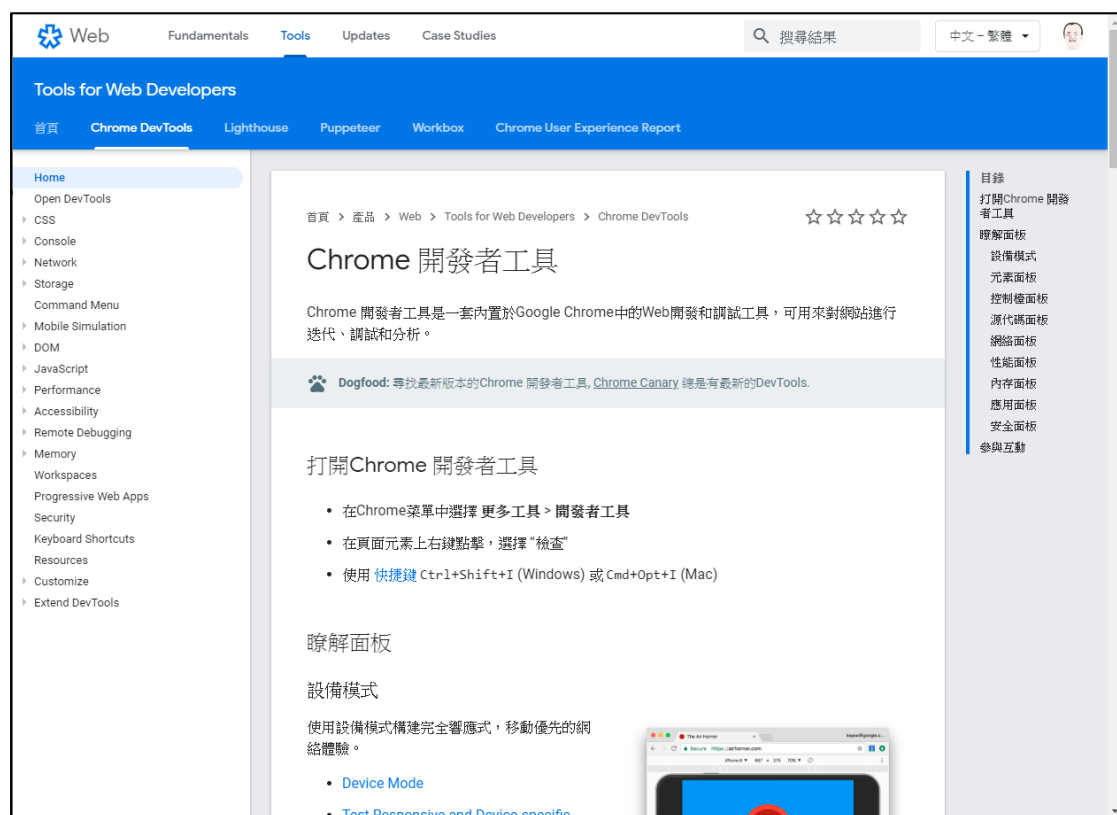 Web
Fundamentals
Tools
Updates
Case Studies
搜尋結果
中文 – 繁體
Tools for Web Developers
首頁
Chrome DevTools
Lighthouse
Puppeteer
Workbox
Chrome User Experience Report
Home
Open DevTools
CSS
Console
Network
Storage
Command Menu
Mobile Simulation
DOM
JavaScript
Performance
Accessibility
Remote Debugging
Memory
Workspaces
Progressive Web Apps
Security
Keyboard Shortcuts
Resources
Customize
Extend DevTools
首頁 > 產品 > Web > Tools for Web Developers > Chrome DevTools
Chrome 開發者工具
Chrome 開發者工具是一套內置於Google Chrome中的Web開發和調試工具，可用來對網站進行
迭代、調試和分析。
Dogfood: 尋找最新版本的Chrome 開發者工具, Chrome Canary 總是有最新的DevTools.
打開Chrome 開發者工具
• 在Chrome菜單中選擇 更多工具 > 開發者工具
• 在頁面元素上右鍵點擊，選擇 “檢查”
• 使用 快捷鍵 Ctrl+Shift+I (Windows) 或 Cmd+Opt+I (Mac)
瞭解面板
設備模式
使用設備模式構建完全響應式，移動優先的網
絡體驗。
• Device Mode
• Test Responsive and Device-specific
The Air Horner
Secure https://airhorner.com
目錄
打開Chrome 開發
者工具
瞭解面板
設備模式
元素面板
控制檯面板
源代碼面板
網絡面板
性能面板
內存面板
應用面板
安全面板
參與互動